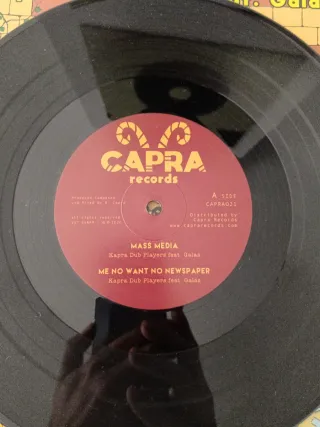 CAPRA
records
A SIDE
CAPRA021
Distributed by
Capra Records
www.caprarecords.com
MASS MEDIA
Kapra Dub Players feat. Galas
ME NO WANT NO NEWSPAPER
Kapra Dub Players feat. Galas